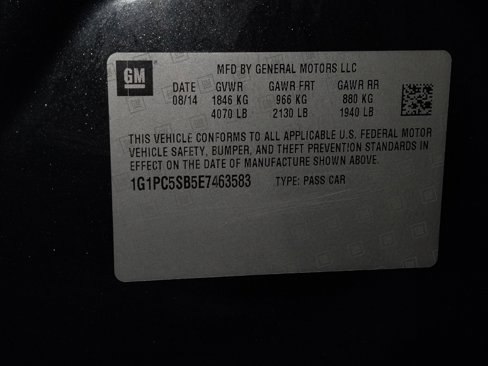 GM
MFD BY GENERAL MOTORS LLC
DATE GVWR GAWR FRT GAWR RR
08/14 1846 KG 966 KG 880 KG
4070 LB 2130 LB 1940 LB
THIS VEHICLE CONFORMS TO ALL APPLICABLE U.S. FEDERAL MOTOR
VEHICLE SAFETY, BUMPER, AND THEFT PREVENTION STANDARDS IN
EFFECT ON THE DATE OF MANUFACTURE SHOWN ABOVE.
1G1PC5SB5E7463583 TYPE: PASS CAR